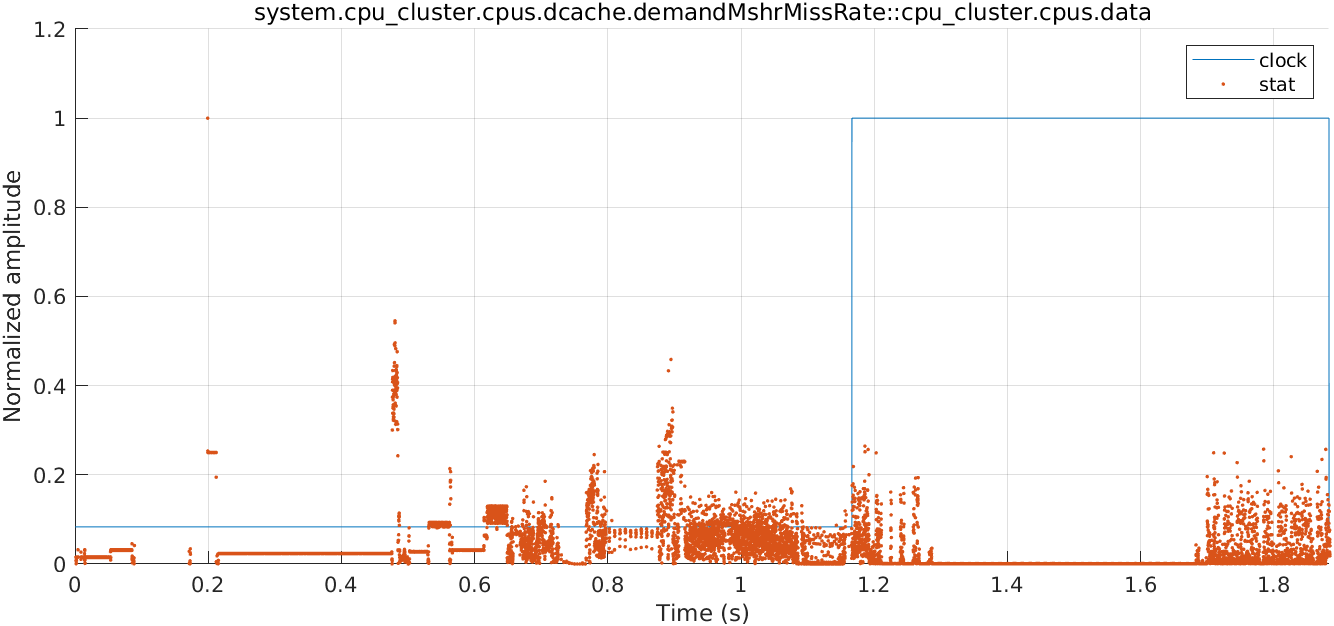 system.cpu_cluster.cpus.dcache.demandMshrMissRate::cpu_cluster.cpus.data
1.2
1
0.8
0.6
0.4
0.2
0
Normalized amplitude
clock
stat
0 0.2 0.4 0.6 0.8 1 1.2 1.4 1.6 1.8
Time (s)